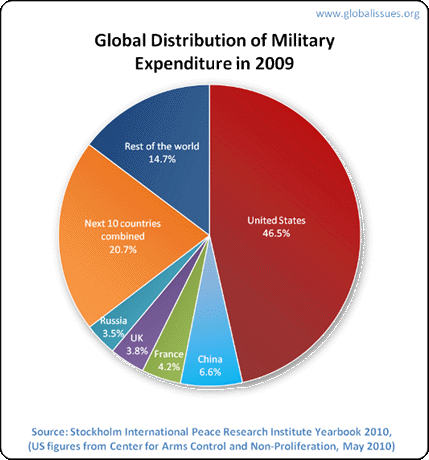 www.globalissues.org
Global Distribution of Military
Expenditure in 2009
Rest of the world
14.7%
United States
46.5%
Next 10 countries
combined
20.7%
Russia
3.5%
UK
3.8%
France
4.2%
China
6.6%
Source: Stockholm International Peace Research Institute Yearbook 2010,
(US figures from Center for Arms Control and Non-Proliferation, May 2010)